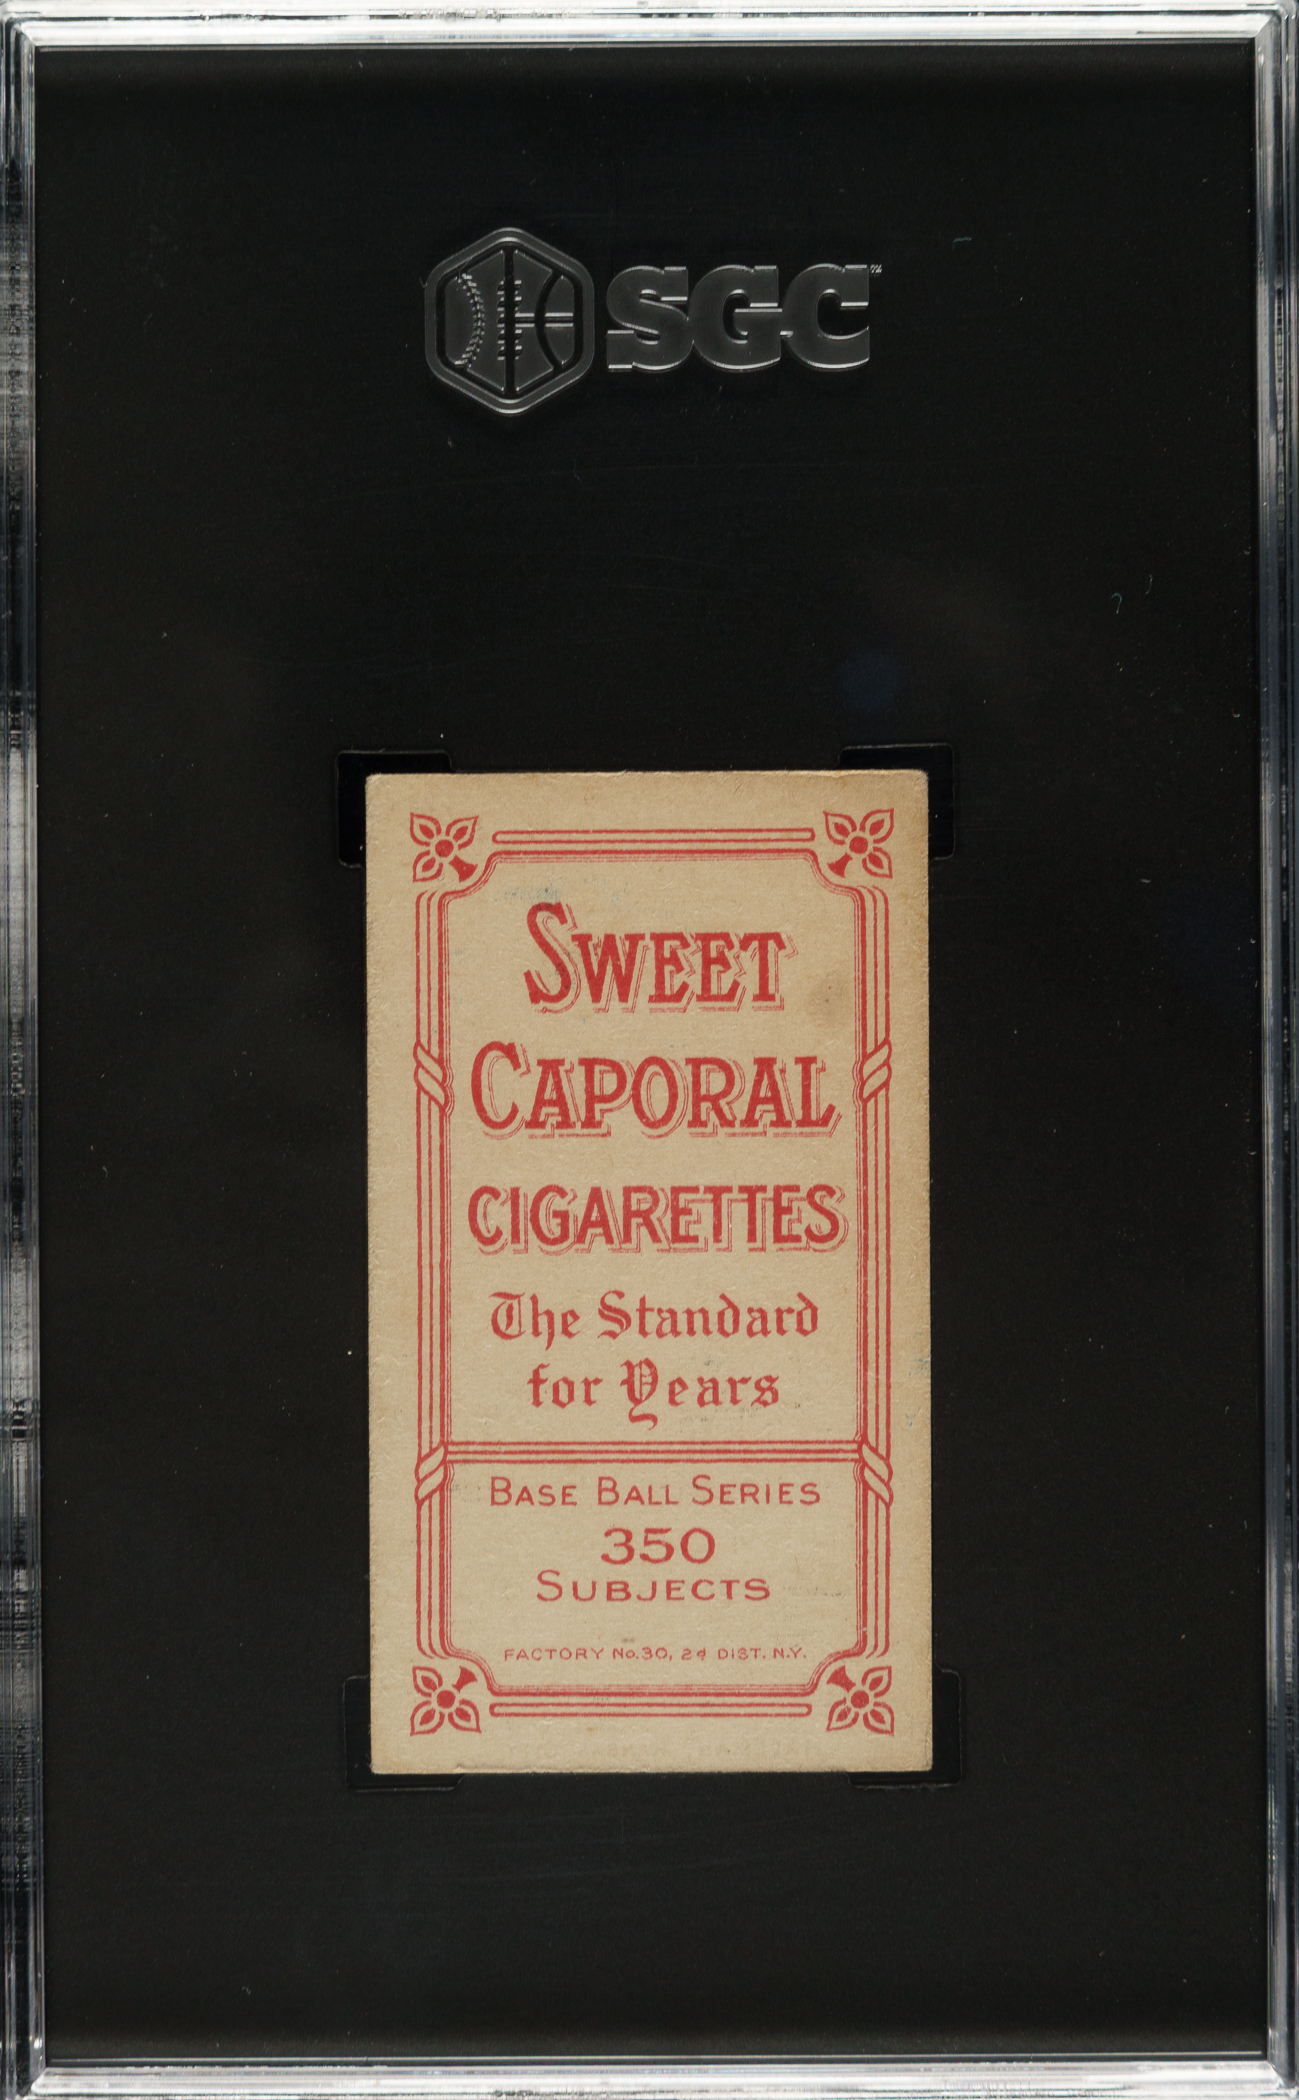 SGC
SWEET
CAPORAL
CIGARETTES
The Standard
for Years
BASE BALL SERIES
350
SUBJECTS
FACTORY No.30, 2d DIST. N.Y.